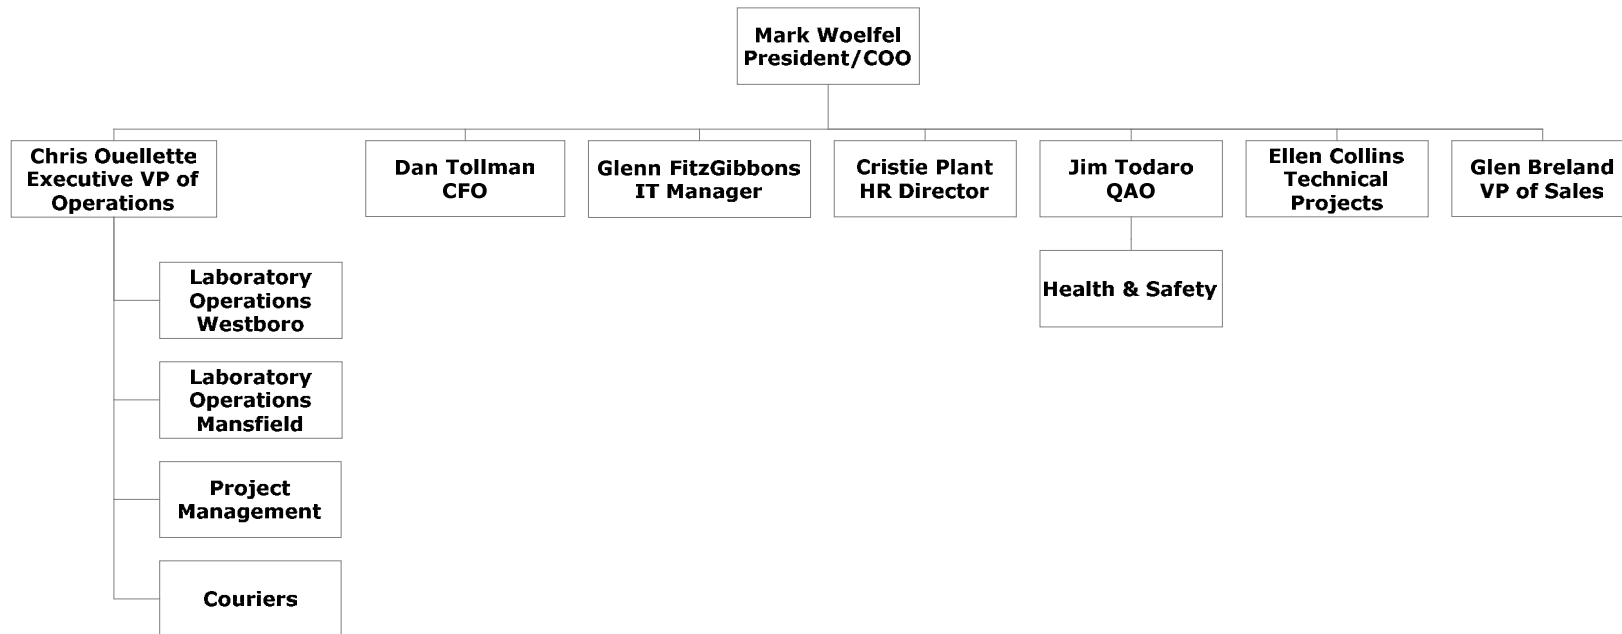 Mark Woelfel
President/COO
Chris Ouellette
Executive VP of
Operations
Dan Tollman
CFO
Glenn FitzGibbons
IT Manager
Cristie Plant
HR Director
Jim Todaro
QAO
Ellen Collins
Technical
Projects
Glen Breland
VP of Sales
Laboratory
Operations
Westboro
Health & Safety
Laboratory
Operations
Mansfield
Project
Management
Couriers